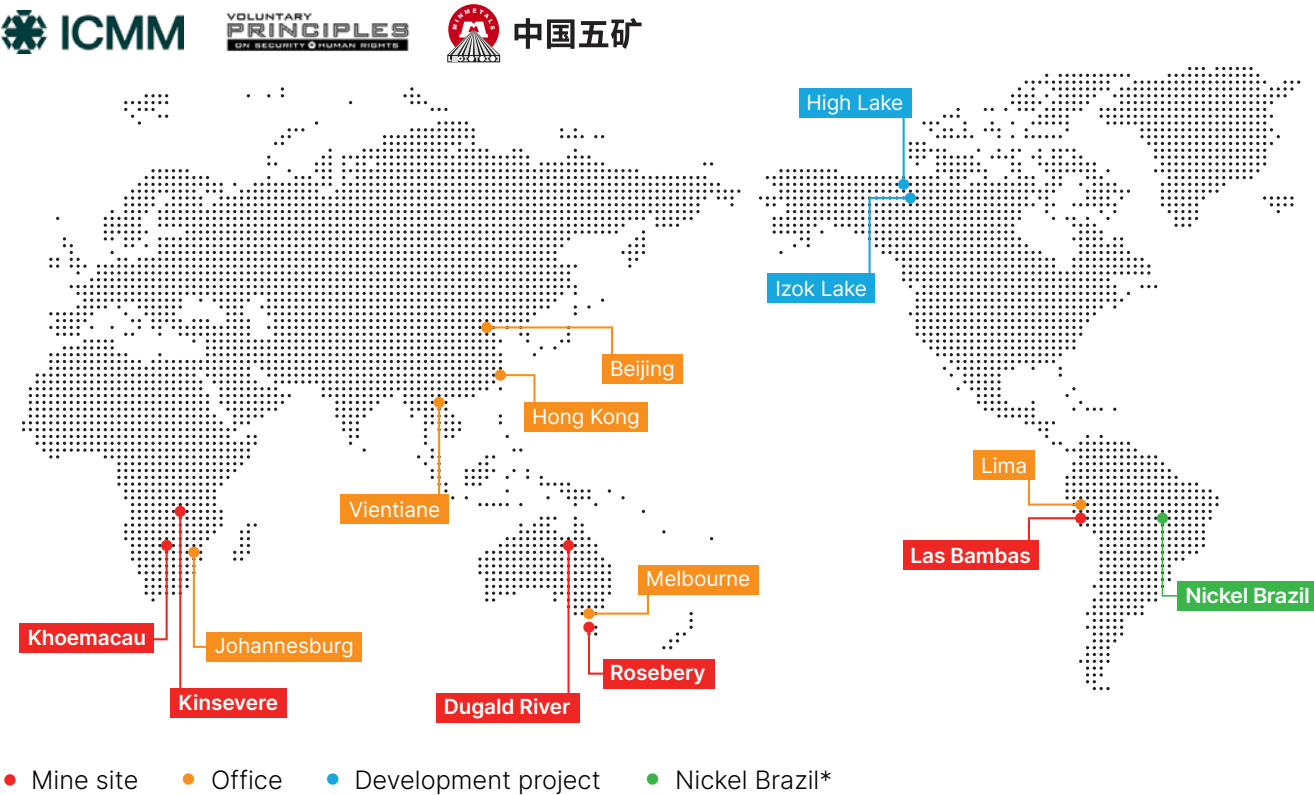 ICMM
VOLUNTARY
PRINCIPLES
ON SECURITY HUMAN RIGHTS
MINMETALS
中国五矿
High Lake
Izok Lake
Beijing
Hong Kong
Lima
Vientiane
Las Bambas
Melbourne
Nickel Brazil
Khoemacau
Johannesburg
Rosebery
Kinsevere
Dugald River
Mine site
Office
Development project
Nickel Brazil*